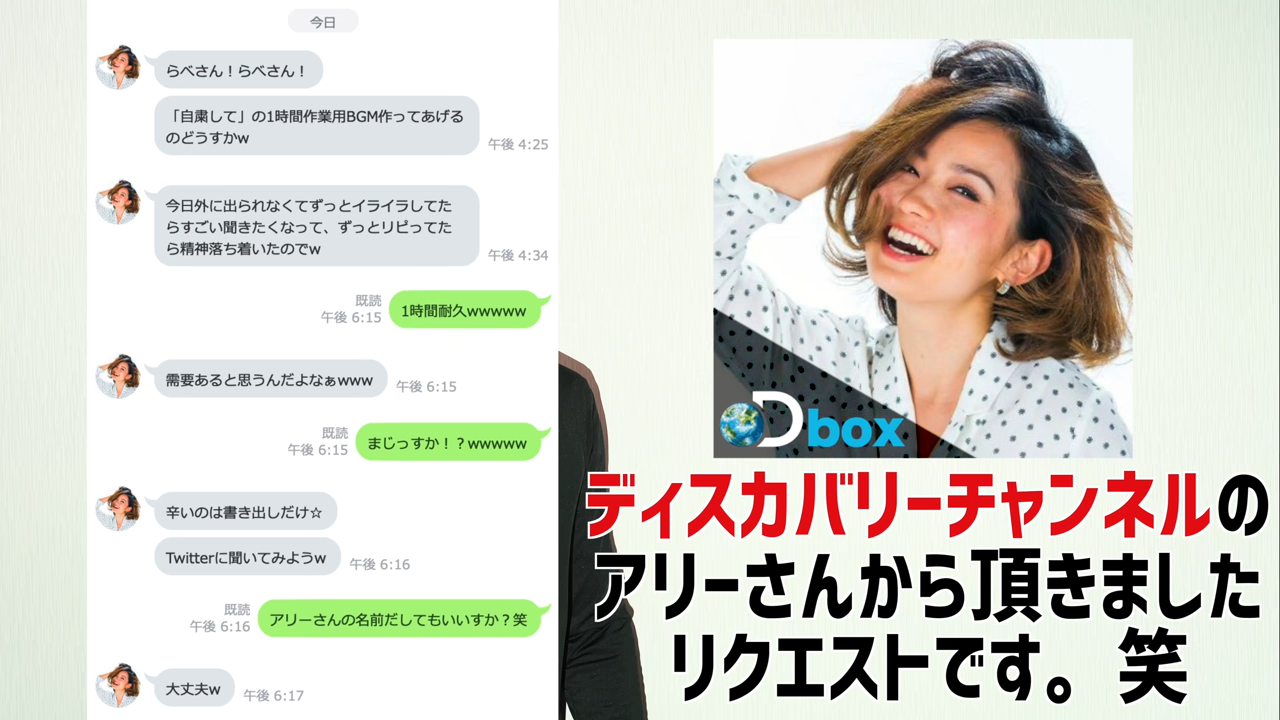 今日
らべさん！らべさん！
「自粛して」の1時間作業用BGM作ってあげる
のどうすかw
午後 4:25
今日外に出られなくてずっとイライラしてた
らすごい聞きたくなって、ずっとリピってた
ら精神落ち着いたのでw
午後 4:34
既読
午後 6:15
1時間耐久wwwww
需要あると思うんだよなぁwww
午後 6:15
既読
午後 6:15
まじっすか！？wwwww
辛いのは書き出しだけ☆
Twitterに聞いてみようw
午後 6:16
既読
午後 6:16
アリーさんの名前だしてもいいすか？笑
大丈夫w
午後 6:17
Dbox
ディスカバリーチャンネルの
アリーさんから頂きました
リクエストです。笑